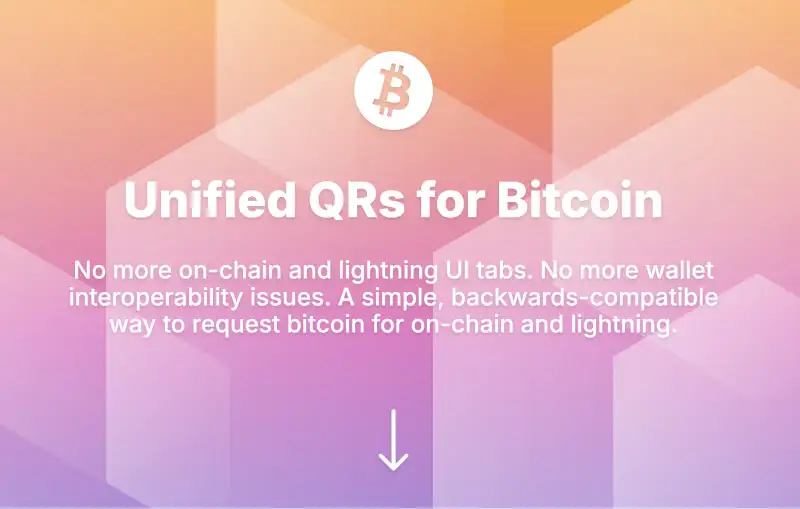 Unified QRs for Bitcoin
No more on-chain and lightning UI tabs. No more wallet
interoperability issues. A simple, backwards-compatible
way to request bitcoin for on-chain and lightning.